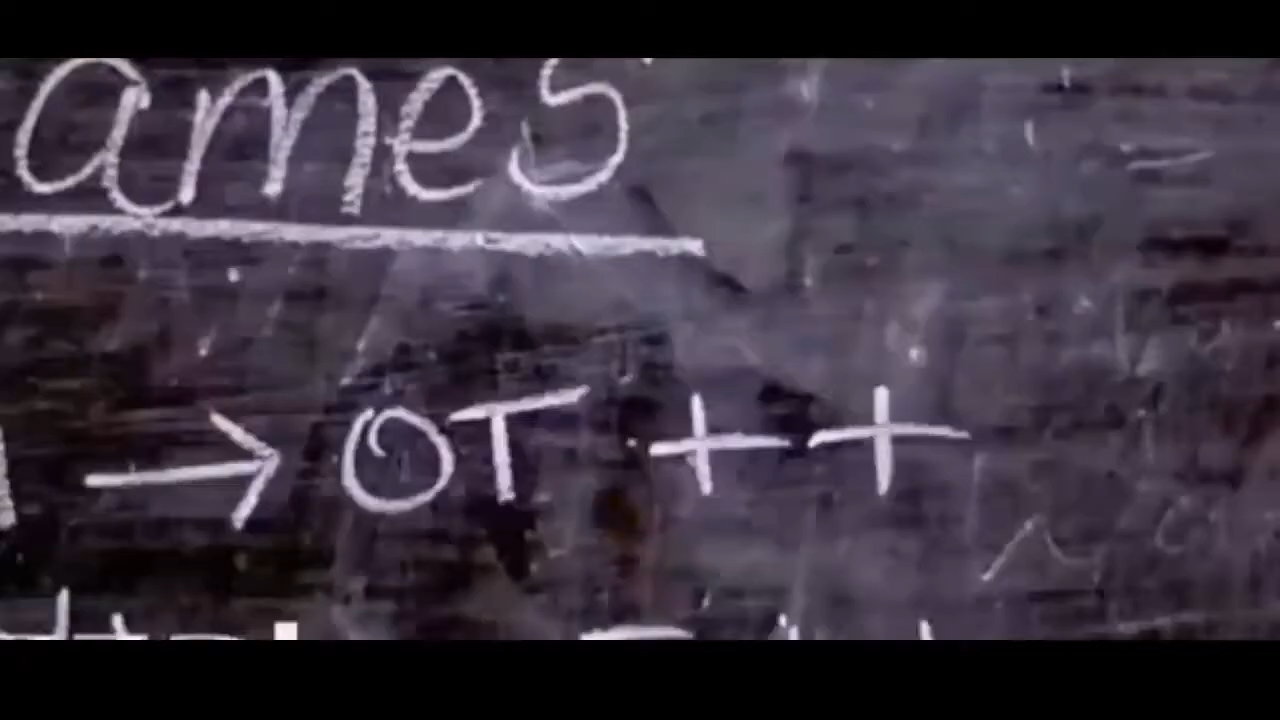 ames
→ OT ++